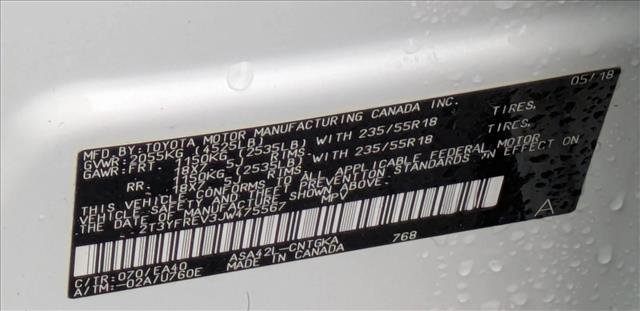 MFD BY: TOYOTA MOTOR MANUFACTURING CANADA INC. 05/18
GVWR: 2055KG (4525LB)
GAWR: FRT. 1150KG (2535LB) WITH 235/55R18 TIRES,
18X7.5J RIMS
RR. 1150KG (2535LB) WITH 235/55R18 TIRES,
18X7.5J RIMS
THIS VEHICLE CONFORMS TO ALL APPLICABLE FEDERAL MOTOR
VEHICLE SAFETY AND THEFT PREVENTION STANDARDS IN EFFECT ON
THE DATE OF MANUFACTURE SHOWN ABOVE.
2T3YFREV3JW475567 MPV
A
C/TR: 070/EA40 ASA42L-CNTGKA 768
A/TM:-02A/U760E MADE IN CANADA